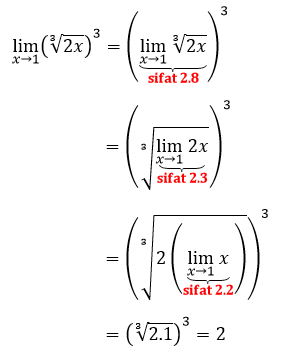 lim x→1 (∛2x)³ = (lim x→1 ∛2x)³
sifat 2.8
= (∛lim x→1 2x)³
sifat 2.3
= (∛2(lim x→1 x))³
sifat 2.2
= (∛2.1)³ = 2